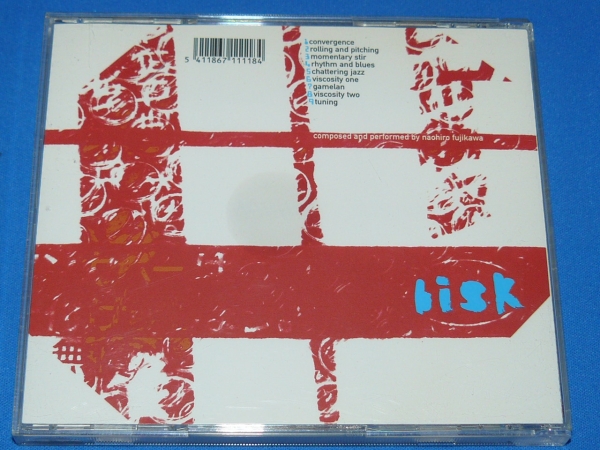 5 411867 111184
1 convergence
2 rolling and pitching
3 momentary stir
4 rhythm and blues
5 chattering jazz
6 viscosity one
7 gamelan
8 viscosity two
9 tuning
composed and performed by naohiro fujikawa
bisk